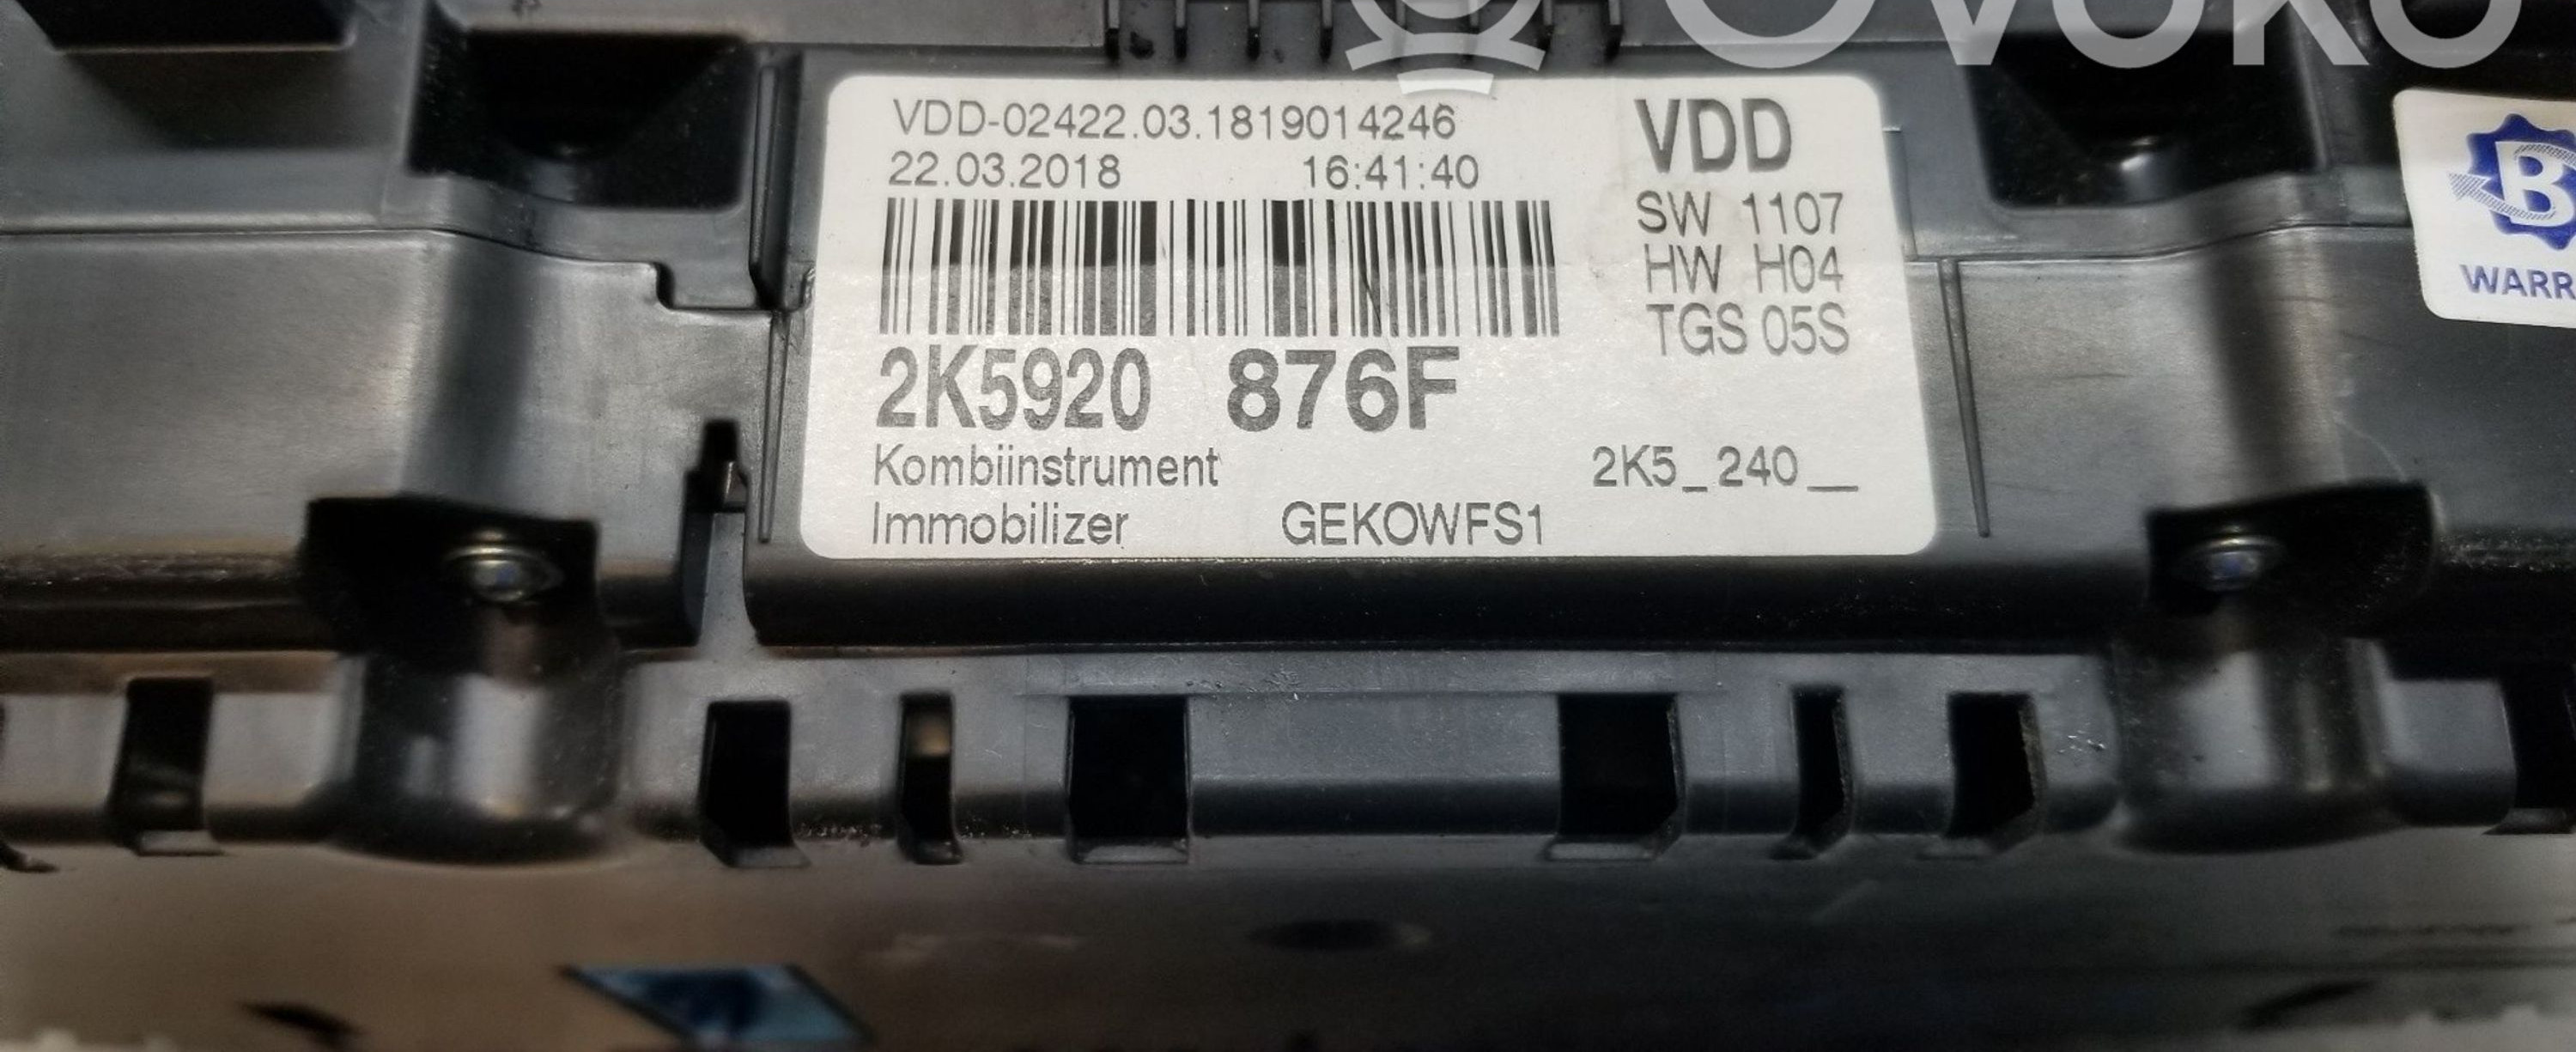 OVOKO
VDD-02422.03.1819014246
22.03.2018 16:41:40
VDD
SW 1107
HW H04
TGS 05S
2K5920 876F
Kombiinstrument 2K5_240__
Immobilizer GEKOWFS1
B
WARR